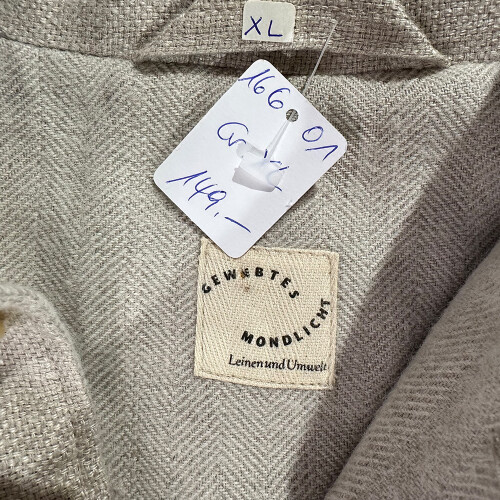 XL
166 01
149,-
GEWEBTES
MONDLICHT
Leinen und Umwelt